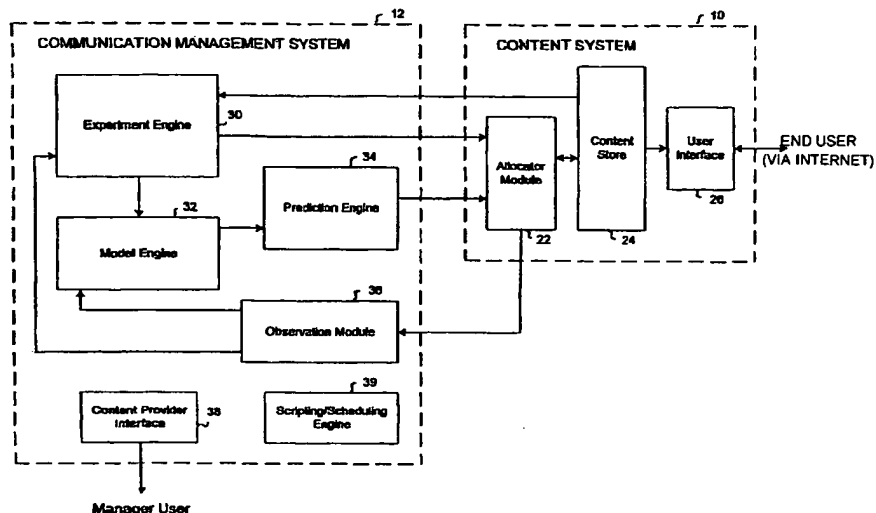 12
COMMUNICATION MANAGEMENT SYSTEM
10
CONTENT SYSTEM
Experiment Engine
30
34
Prediction Engine
32
Model Engine
36
Observation Module
Content Provider
Interface
38
39
Scripting/Scheduling
Engine
Manager User
Allocator
Module
22
Content
Store
24
User
Interface
26
END USER
(VIA INTERNET)